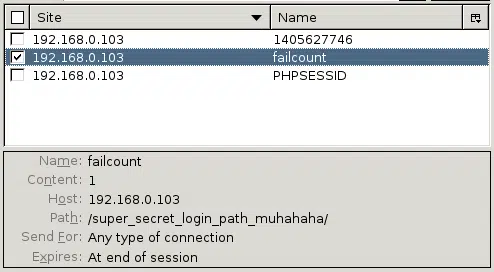 Site Name
192.168.0.103 1405627746
192.168.0.103 failcount
192.168.0.103 PHPSESSID
Name: failcount
Content: 1
Host: 192.168.0.103
Path: /super_secret_login_path_muhahaha/
Send For: Any type of connection
Expires: At end of session